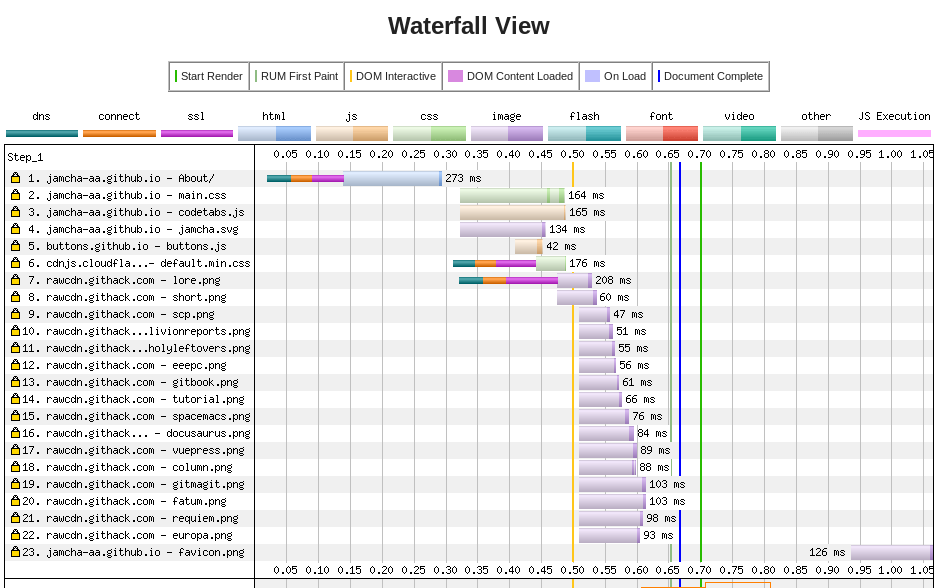 Waterfall View
Start Render RUM First Paint DOM Interactive DOM Content Loaded On Load Document Complete
dns connect ssl html js css image flash font video other JS Execution
Step_1 0.05 0.10 0.15 0.20 0.25 0.30 0.35 0.40 0.45 0.50 0.55 0.60 0.65 0.70 0.75 0.80 0.85 0.90 0.95 1.00 1.05
1. jamcha-aa.github.io - About/ 273 ms
2. jamcha-aa.github.io - main.css 164 ms
3. jamcha-aa.github.io - codetabs.js 165 ms
4. jamcha-aa.github.io - jamcha.svg 134 ms
5. buttons.github.io - buttons.js 42 ms
6. cdnjs.cloudfla...- default.min.css 176 ms
7. rawcdn.githack.com - lore.png 208 ms
8. rawcdn.githack.com - short.png 60 ms
9. rawcdn.githack.com - scp.png 47 ms
10. rawcdn.githack...livionreports.png 51 ms
11. rawcdn.githack...holyleftovers.png 55 ms
12. rawcdn.githack.com - eeepc.png 56 ms
13. rawcdn.githack.com - gitbook.png 61 ms
14. rawcdn.githack.com - tutorial.png 66 ms
15. rawcdn.githack.com - spacemacs.png 76 ms
16. rawcdn.githack... - docusaurus.png 84 ms
17. rawcdn.githack.com - vuepress.png 89 ms
18. rawcdn.githack.com - column.png 88 ms
19. rawcdn.githack.com - gitmagit.png 103 ms
20. rawcdn.githack.com - fatum.png 103 ms
21. rawcdn.githack.com - requiem.png 98 ms
22. rawcdn.githack.com - europa.png 93 ms
23. jamcha-aa.github.io - favicon.png 126 ms
0.05 0.10 0.15 0.20 0.25 0.30 0.35 0.40 0.45 0.50 0.55 0.60 0.65 0.70 0.75 0.80 0.85 0.90 0.95 1.00 1.05